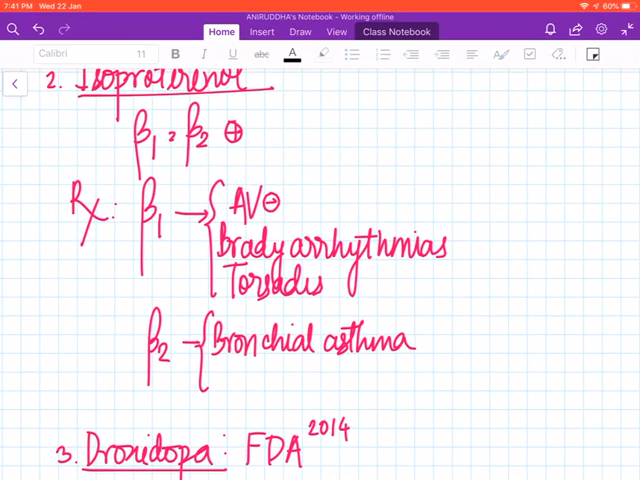 7:41 PM Wed 22 Jan
60%
ANIRUDDHA's Notebook - Working offline
Home Insert Draw View Class Notebook
Calibri 11 B I U abc A
2. Isoproterenol
β1 = β2 ⊕
Rx: β1 → { AV⊖
Bradyarrhythmias
Torsades
β2 → { Bronchial asthma
3. Droxidopa: FDA 2014